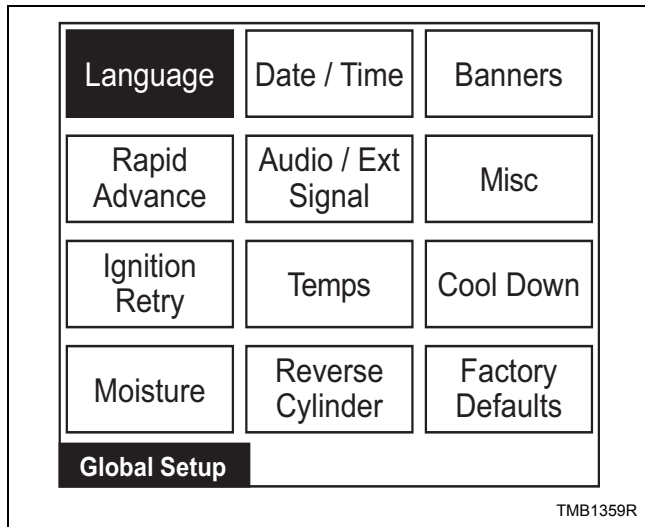 Language
Date / Time
Banners
Rapid
Advance
Audio / Ext
Signal
Misc
Ignition
Retry
Temps
Cool Down
Moisture
Reverse
Cylinder
Factory
Defaults
Global Setup
TMB1359R